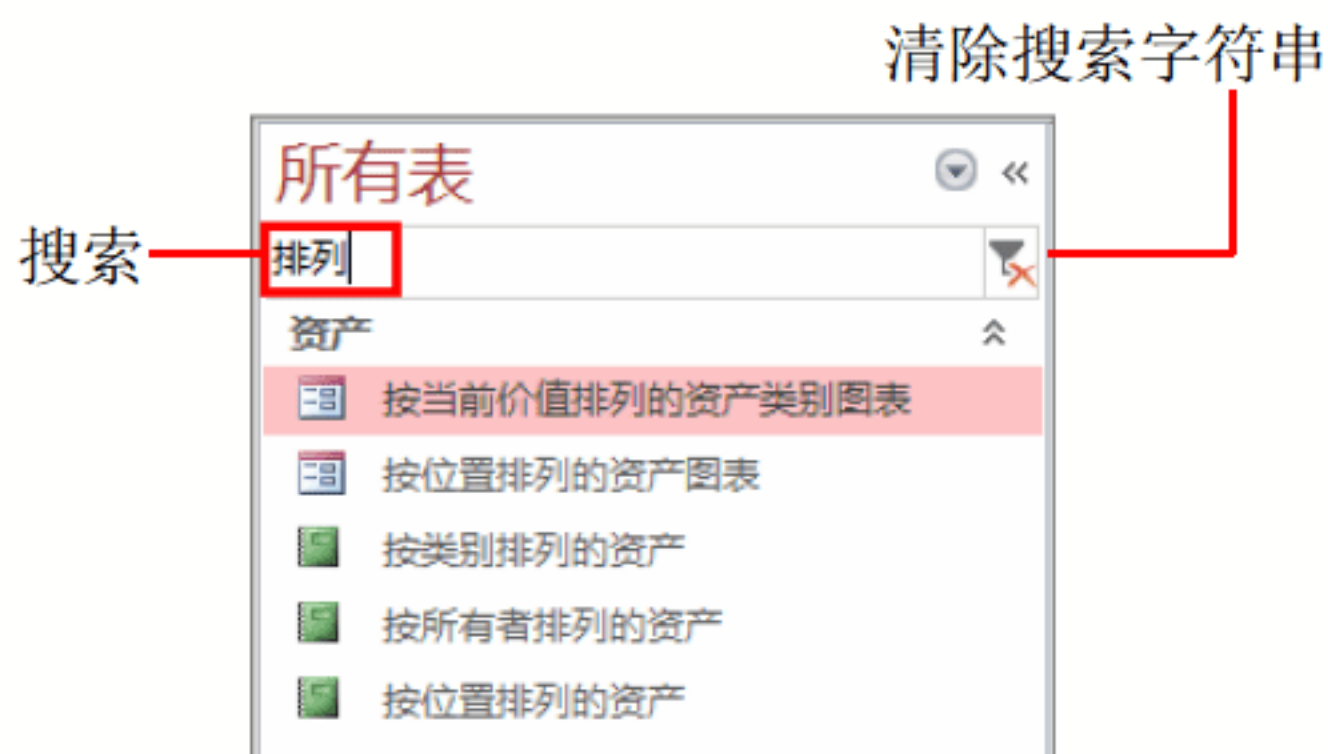 清除搜索字符串
所有表
搜索
排列
资产
按当前价值排列的资产类别图表
按位置排列的资产图表
按类别排列的资产
按所有者排列的资产
按位置排列的资产